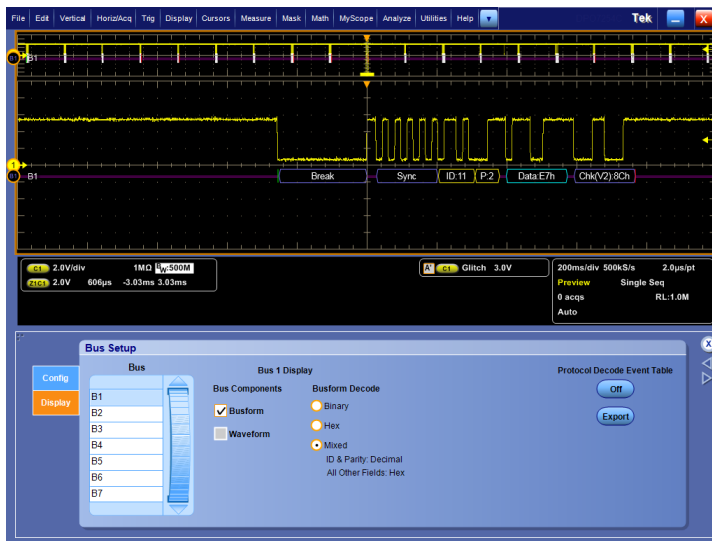 File Edit Vertical Horiz/Acq Trig Display Cursors Measure Mask Math MyScope Analyze Utilities Help Tek X
B1 B1
1
B1 B1 Break Sync ID:11 P:2 Data:E7h Chk(V2):8Ch
C1 2.0V/div 1MΩ BW:500M
Z1C1 2.0V 606µs -3.03ms 3.03ms
A' C1 Glitch 3.0V
200ms/div 500kS/s 2.0µs/pt
Preview Single Seq
0 acqs RL:1.0M
Auto
Bus Setup X
Config
Display
Bus
B1
B2
B3
B4
B5
B6
B7
Bus 1 Display
Bus Components
Busform
Waveform
Busform Decode
Binary
Hex
Mixed
ID & Parity: Decimal
All Other Fields: Hex
Protocol Decode Event Table
Off
Export